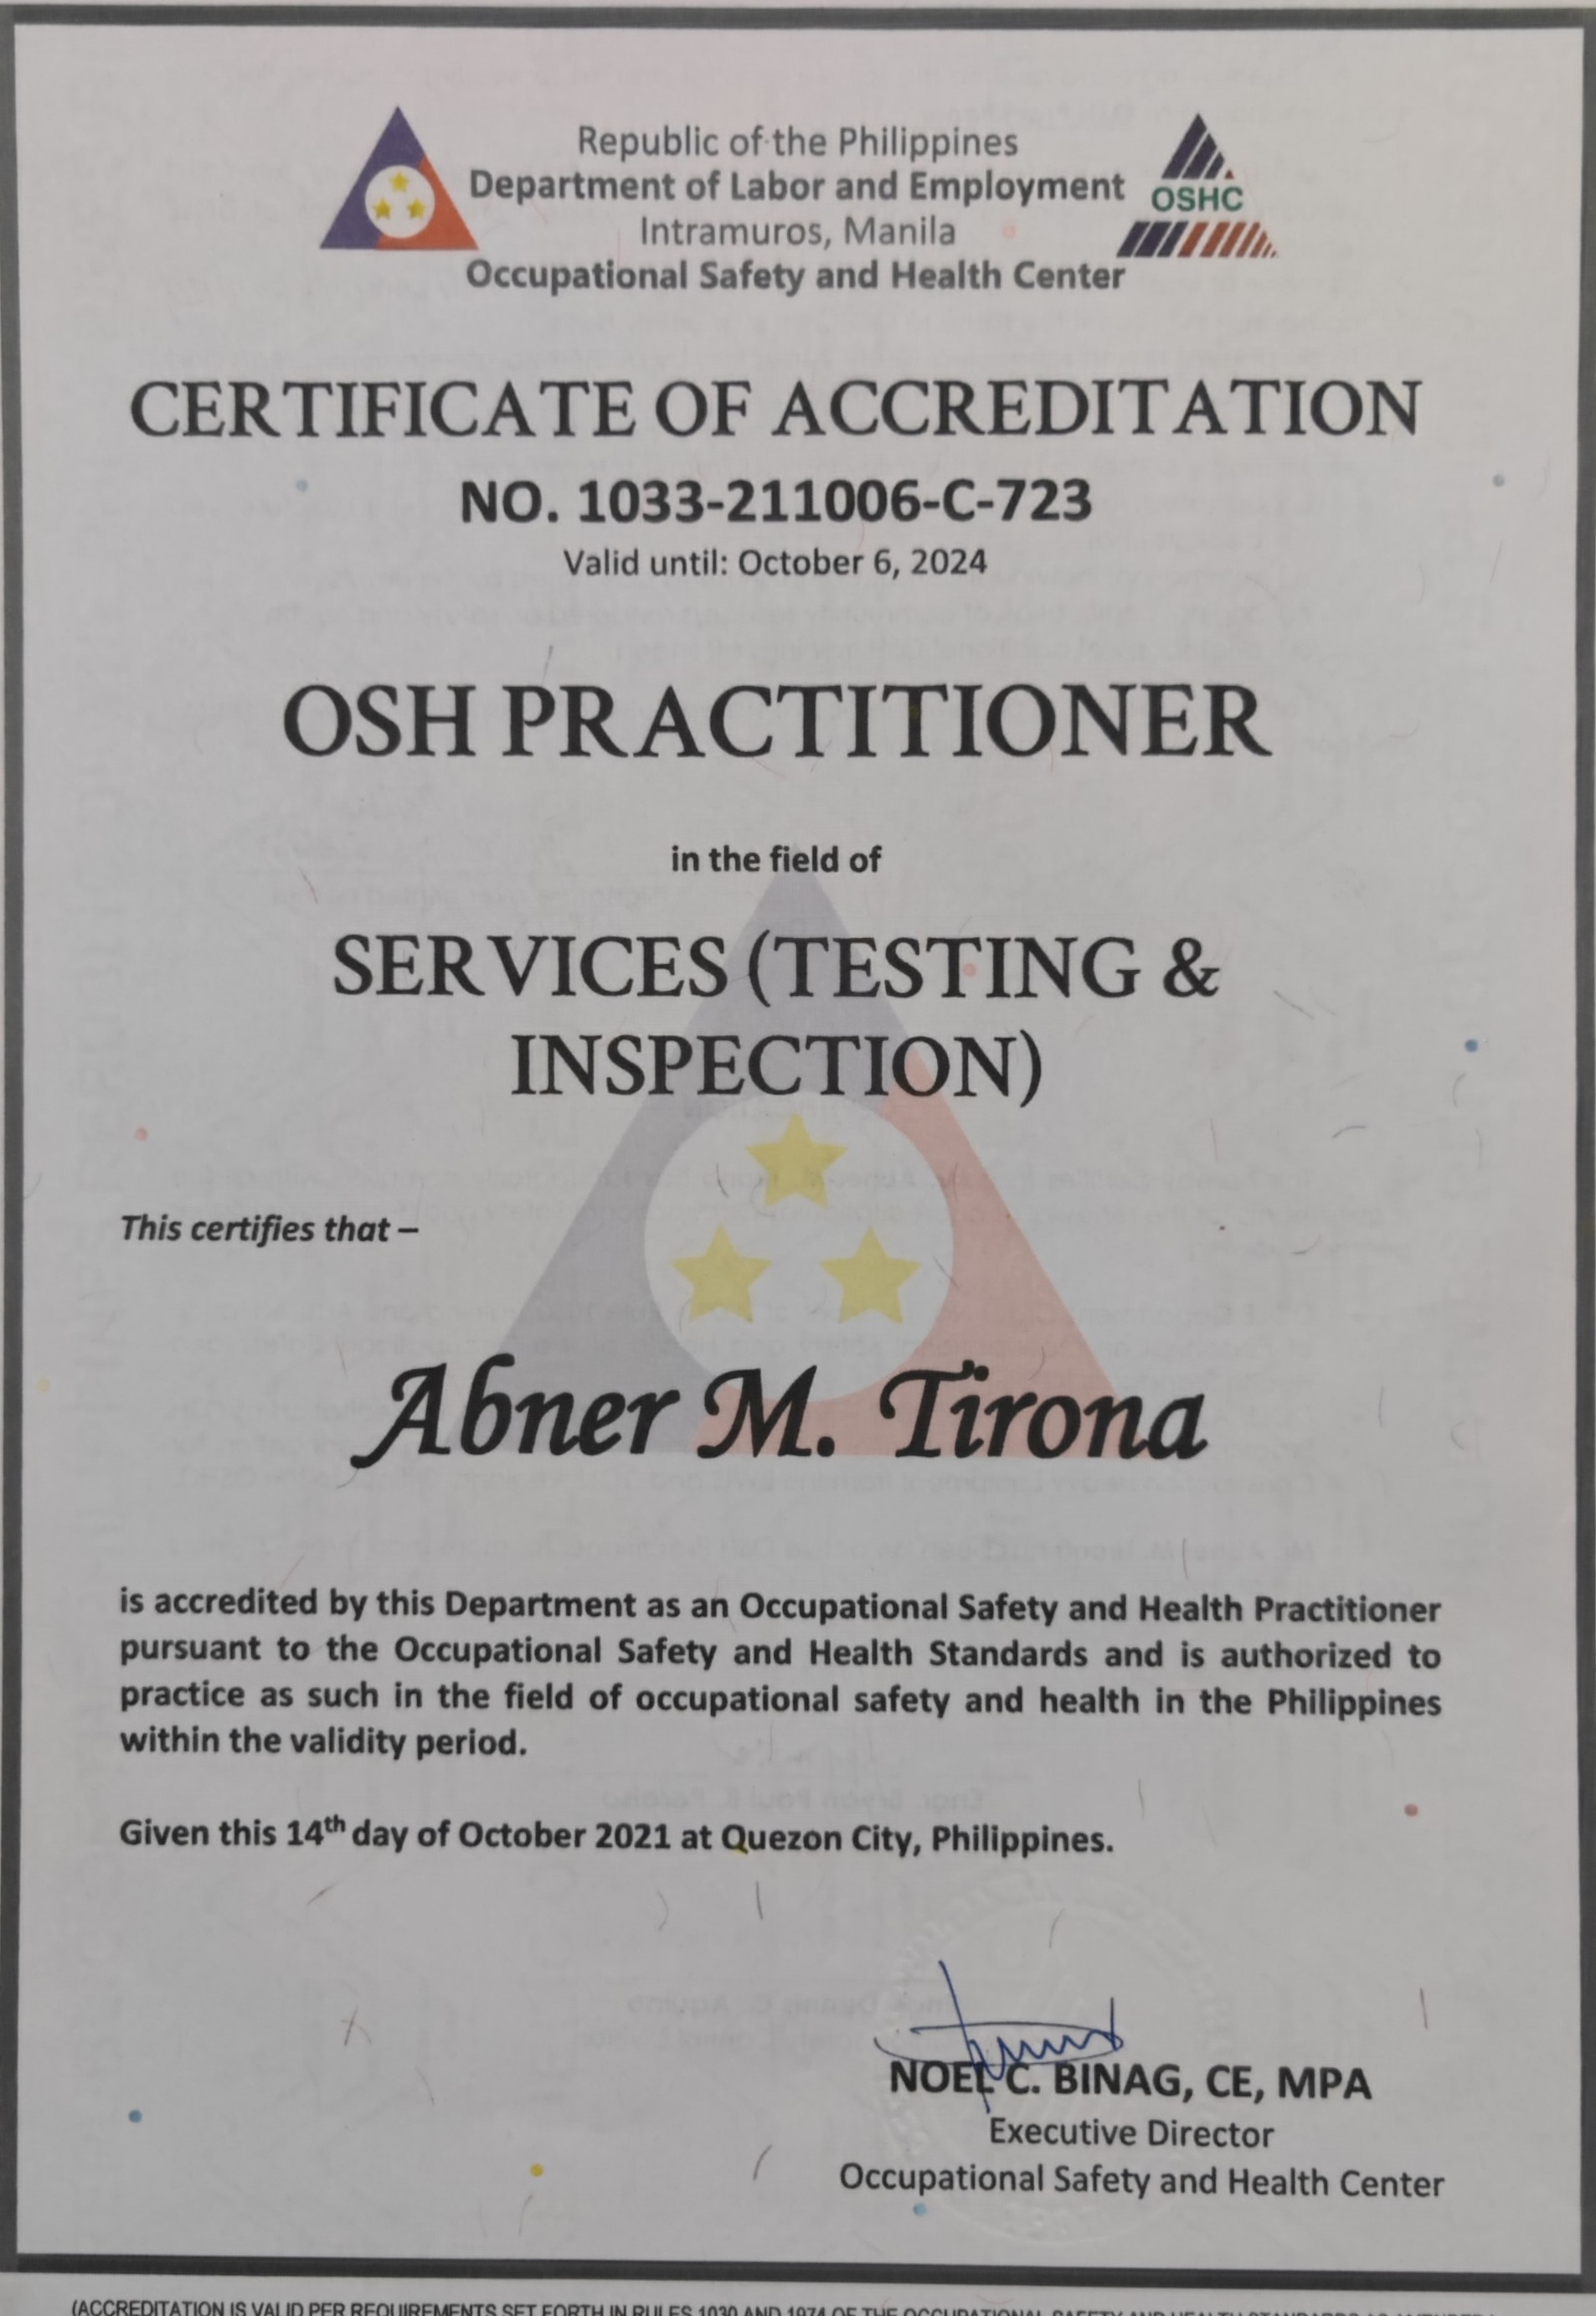 Republic of the Philippines
Department of Labor and Employment
OSHC
Intramuros, Manila
Occupational Safety and Health Center
CERTIFICATE OF ACCREDITATION
NO. 1033-211006-C-723
Valid until: October 6, 2024
OSH PRACTITIONER
in the field of
SERVICES (TESTING &
INSPECTION)
This certifies that –
Abner M. Tirona
is accredited by this Department as an Occupational Safety and Health Practitioner
pursuant to the Occupational Safety and Health Standards and is authorized to
practice as such in the field of occupational safety and health in the Philippines
within the validity period.
Given this 14th day of October 2021 at Quezon City, Philippines.
NOEL C. BINAG, CE, MPA
Executive Director
Occupational Safety and Health Center
(ACCREDITATION IS VALID PER REQUIREMENTS SET FORTH IN RULES 1030 AND 1974 OF THE OCCUPATIONAL SAFETY AND HEALTH STANDARDS AS AMENDED